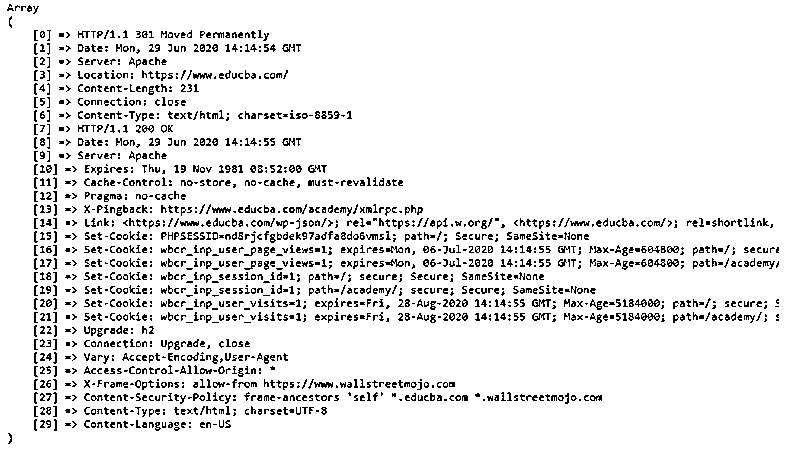 Array
(
[0] => HTTP/1.1 301 Moved Permanently
[1] => Date: Mon, 29 Jun 2020 14:14:54 GMT
[2] => Server: Apache
[3] => Location: https://www.educba.com/
[4] => Content-Length: 231
[5] => Connection: close
[6] => Content-Type: text/html; charset=iso-8859-1
[7] => HTTP/1.1 200 OK
[8] => Date: Mon, 29 Jun 2020 14:14:55 GMT
[9] => Server: Apache
[10] => Expires: Thu, 19 Nov 1981 08:52:00 GMT
[11] => Cache-Control: no-store, no-cache, must-revalidate
[12] => Pragma: no-cache
[13] => X-Pingback: https://www.educba.com/academy/xmlrpc.php
[14] => Link: <https://www.educba.com/wp-json/>; rel="https://api.w.org/", <https://www.educba.com/>; rel=shortlink,
[15] => Set-Cookie: PHPSESSID=nd8rjcfgbdek97adfa8do6vmsl; path=/; Secure; SameSite=None
[16] => Set-Cookie: wbcr_inp_user_page_views=1; expires=Mon, 06-Jul-2020 14:14:55 GMT; Max-Age=604800; path=/; secure
[17] => Set-Cookie: wbcr_inp_user_page_views=1; expires=Mon, 06-Jul-2020 14:14:55 GMT; Max-Age=604800; path=/academy/
[18] => Set-Cookie: wbcr_inp_session_id=1; path=/; secure; Secure; SameSite=None
[19] => Set-Cookie: wbcr_inp_session_id=1; path=/academy/; secure; Secure; SameSite=None
[20] => Set-Cookie: wbcr_inp_user_visits=1; expires=Fri, 28-Aug-2020 14:14:55 GMT; Max-Age=5184000; path=/; secure; S
[21] => Set-Cookie: wbcr_inp_user_visits=1; expires=Fri, 28-Aug-2020 14:14:55 GMT; Max-Age=5184000; path=/academy/; s
[22] => Upgrade: h2
[23] => Connection: Upgrade, close
[24] => Vary: Accept-Encoding,User-Agent
[25] => Access-Control-Allow-Origin: *
[26] => X-Frame-Options: allow-from https://www.wallstreetmojo.com
[27] => Content-Security-Policy: frame-ancestors 'self' *.educba.com *.wallstreetmojo.com
[28] => Content-Type: text/html; charset=UTF-8
[29] => Content-Language: en-US
)